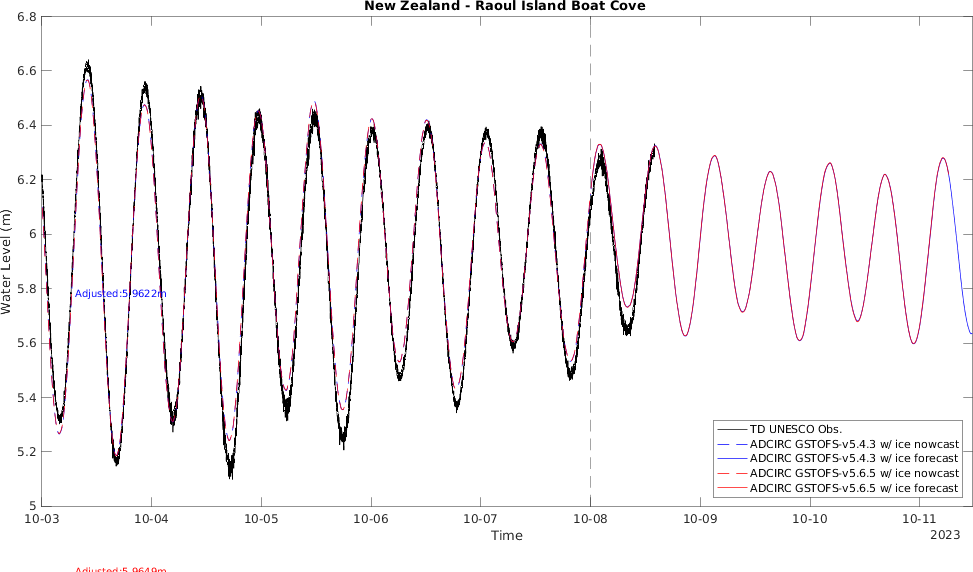 New Zealand - Raoul Island Boat Cove
6.8
6.6
6.4
6.2
6
5.8
5.6
5.4
5.2
5
Water Level (m)
Adjusted:5.9622m
TD UNESCO Obs.
ADCIRC GSTOFS-v5.4.3 w/ ice nowcast
ADCIRC GSTOFS-v5.4.3 w/ ice forecast
ADCIRC GSTOFS-v5.6.5 w/ ice nowcast
ADCIRC GSTOFS-v5.6.5 w/ ice forecast
10-03 10-04 10-05 10-06 10-07 10-08 10-09 10-10 10-11
Time
2023
Adjusted:5.9649m